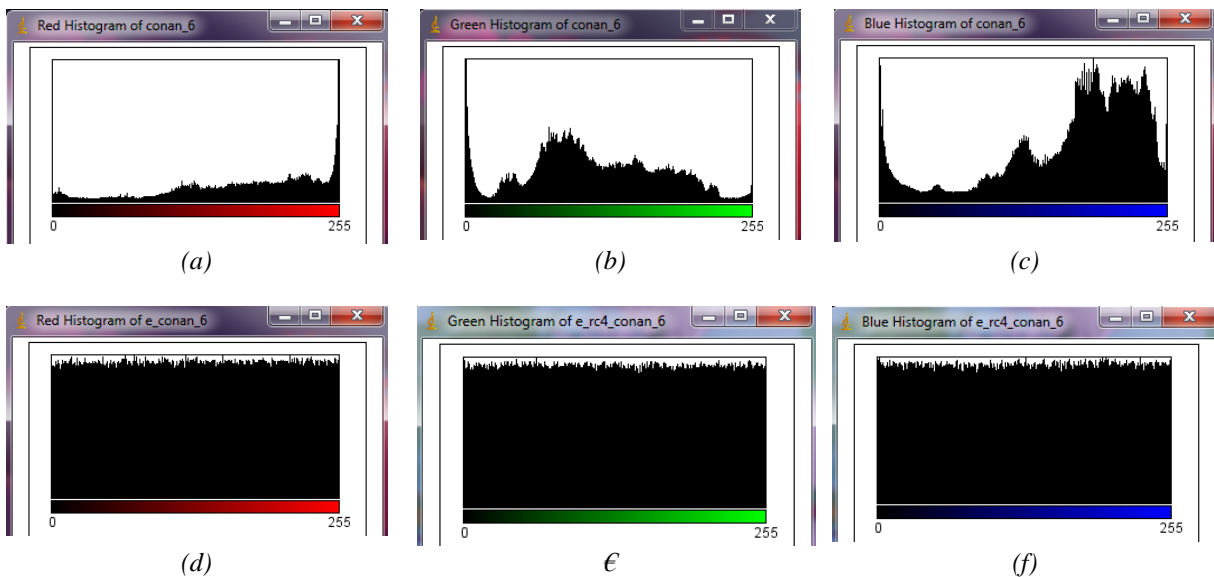 Red Histogram of conan_6
Green Histogram of conan_6
Blue Histogram of conan_6
0 255
0 255
0 255
(a)
(b)
(c)
Red Histogram of e_conan_6
Green Histogram of e_rc4_conan_6
Blue Histogram of e_rc4_conan_6
0 255
0 255
0 255
(d)
€
(f)